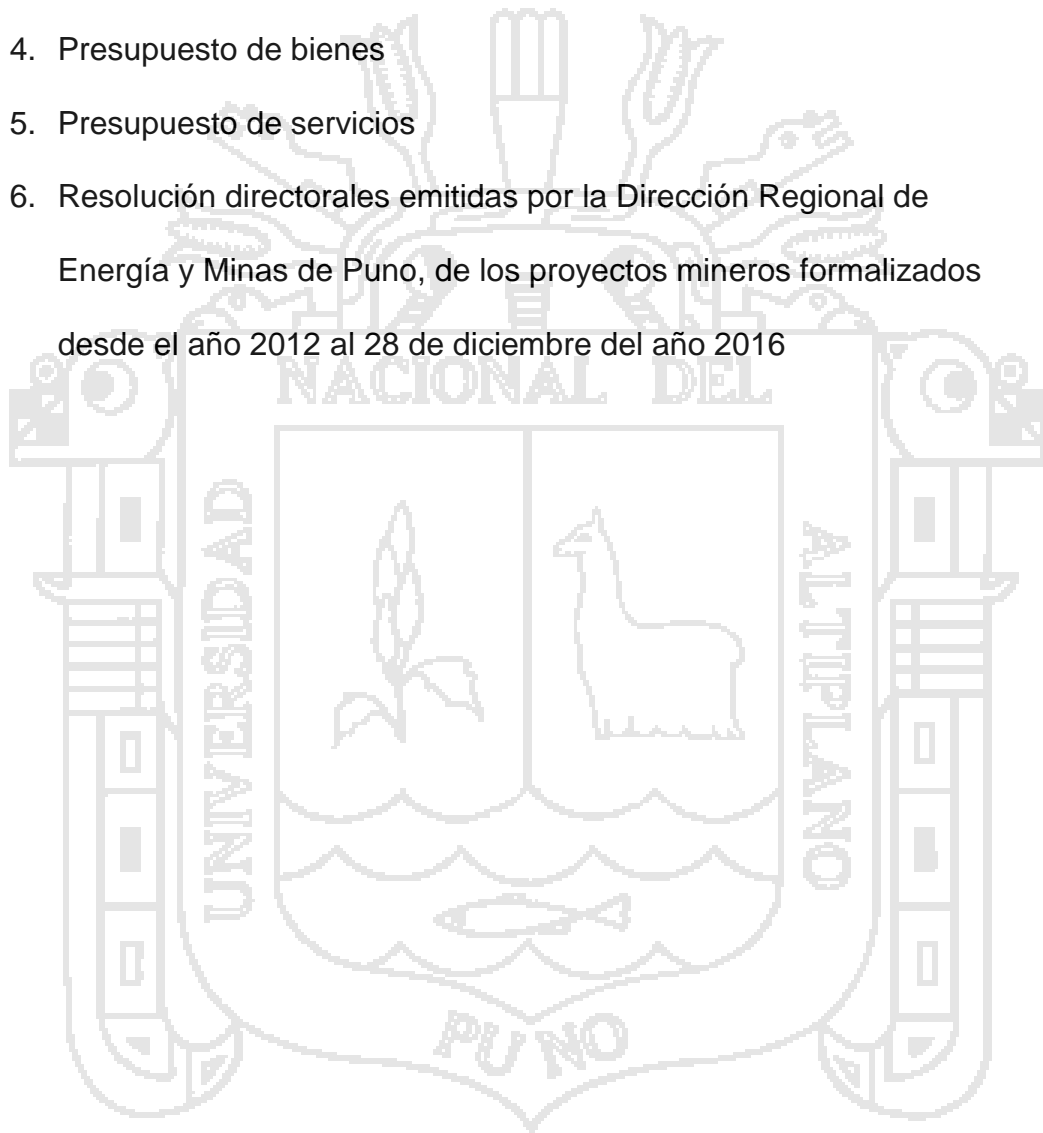 4. Presupuesto de bienes
5. Presupuesto de servicios
6. Resolución directorales emitidas por la Dirección Regional de
Energía y Minas de Puno, de los proyectos mineros formalizados
desde el año 2012 al 28 de diciembre del año 2016
NACIONAL DEL
UNIVERSIDAD
ALTIPLANO
PUNO